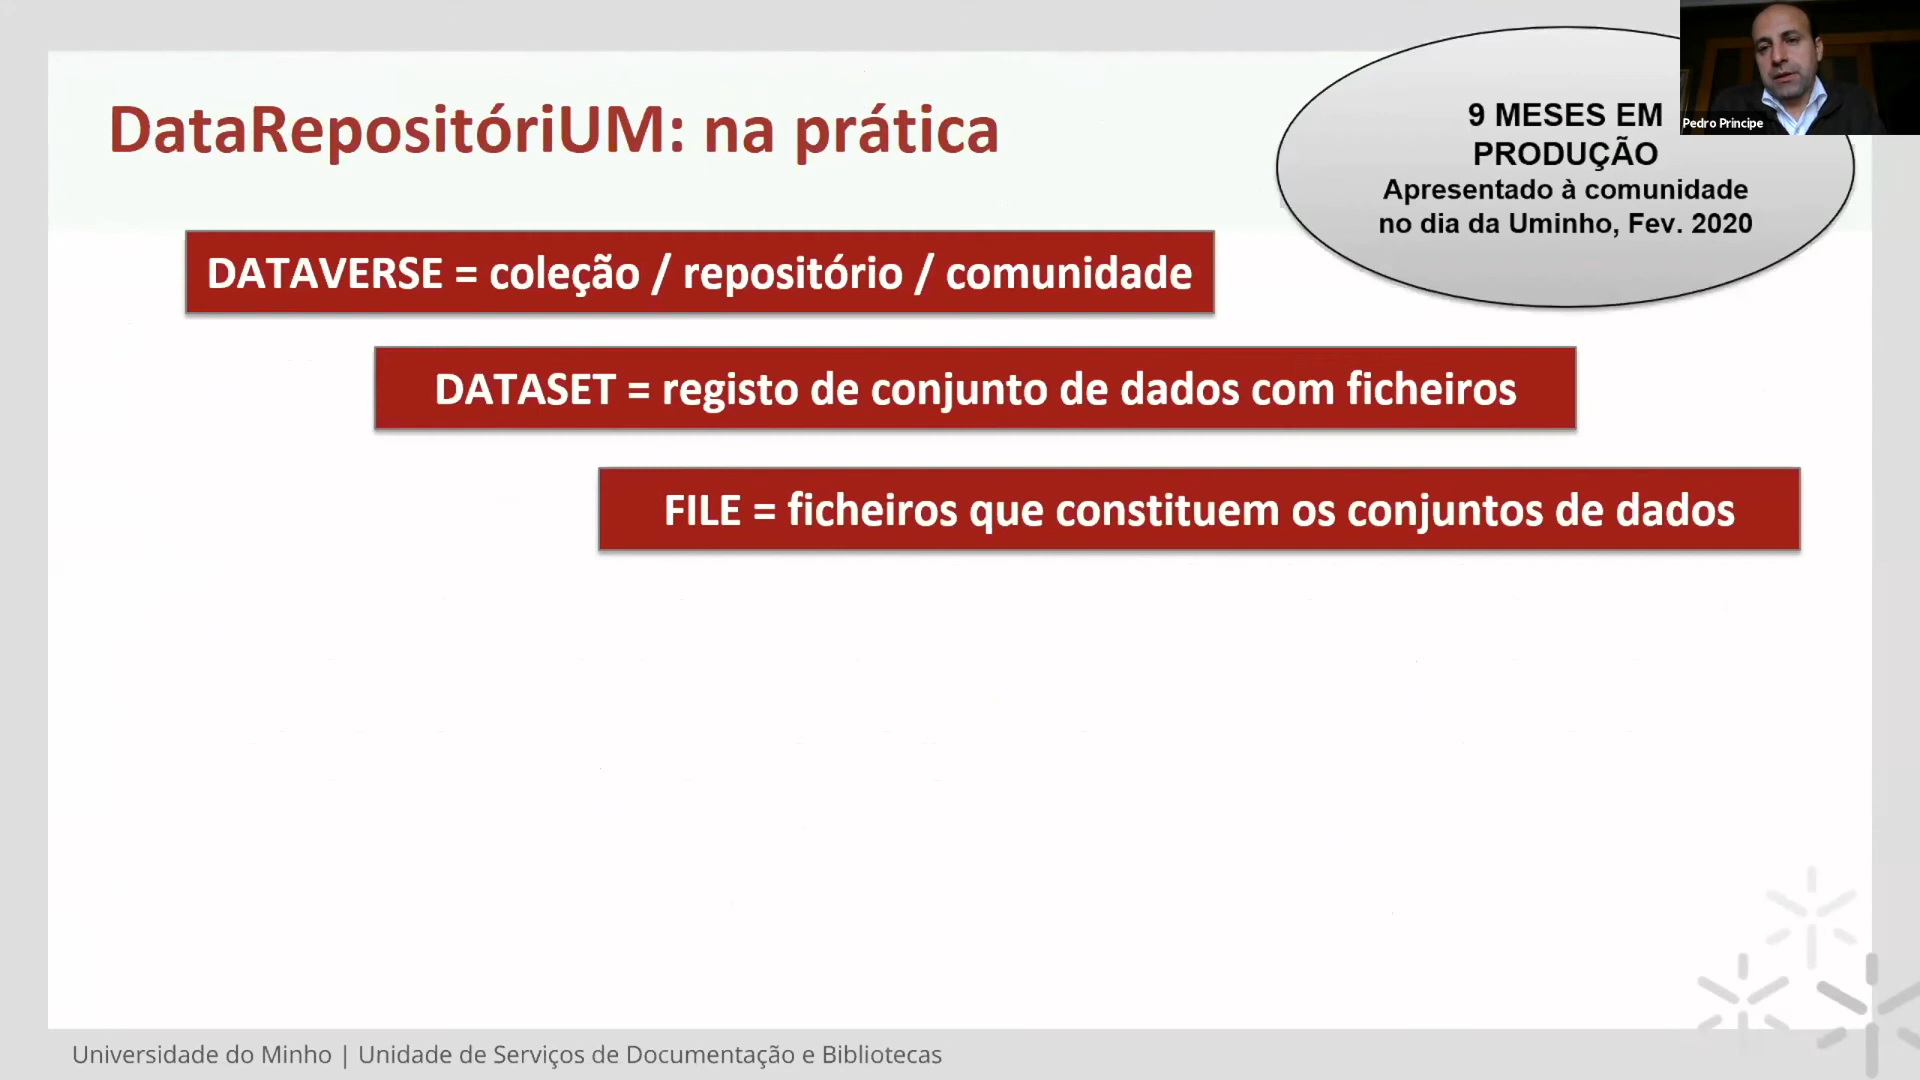 DataRepositóriUM: na prática
9 MESES EM
PRODUÇÃO
Apresentado à comunidade
no dia da Uminho, Fev. 2020
Pedro Principe
DATAVERSE = coleção / repositório / comunidade
DATASET = registo de conjunto de dados com ficheiros
FILE = ficheiros que constituem os conjuntos de dados
Universidade do Minho | Unidade de Serviços de Documentação e Bibliotecas